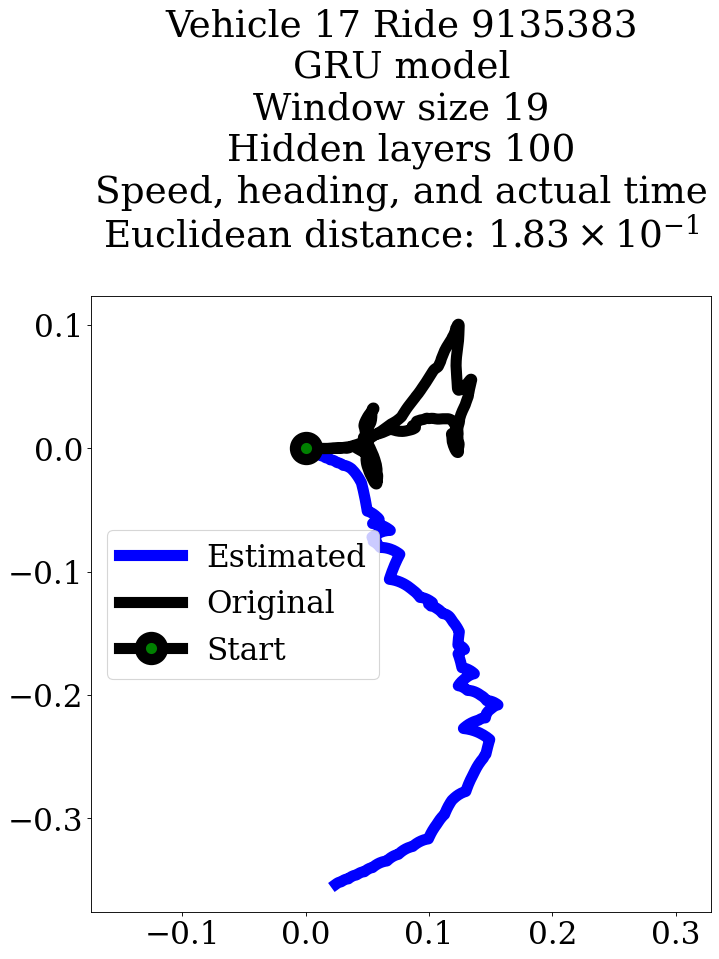 Vehicle 17 Ride 9135383
GRU model
Window size 19
Hidden layers 100
Speed, heading, and actual time
Euclidean distance: 1.83 × 10⁻¹
0.1
0.0
−0.1
−0.2
−0.3
Estimated
Original
Start
−0.1 0.0 0.1 0.2 0.3